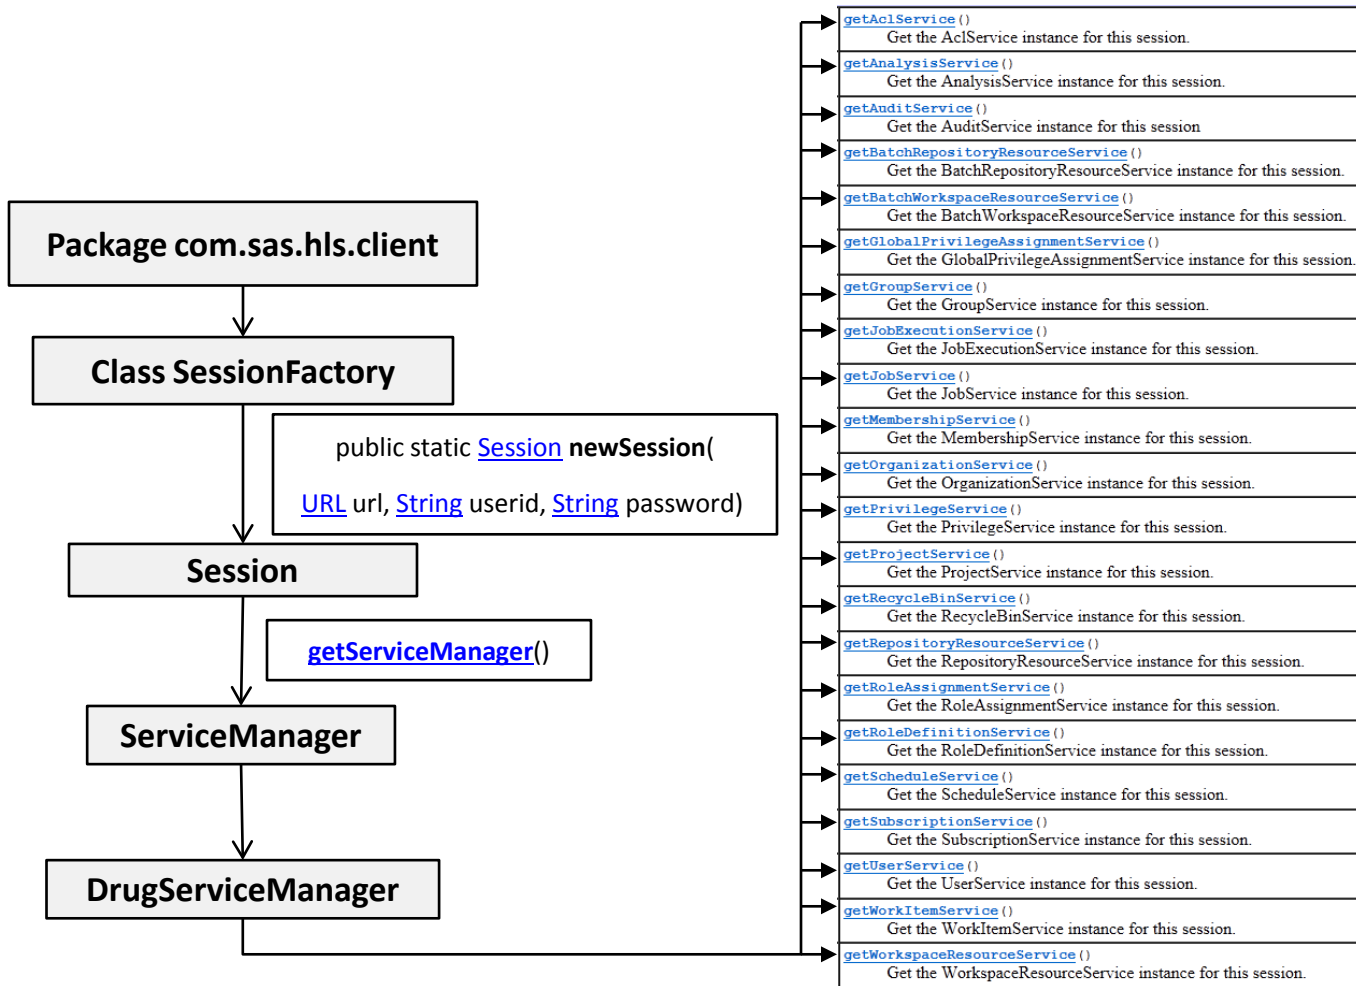 Package com.sas.hls.client
Class SessionFactory
public static Session newSession(
URL url, String userid, String password)
Session
getServiceManager()
ServiceManager
DrugServiceManager
getAclService()
Get the AclService instance for this session.
getAnalysisService()
Get the AnalysisService instance for this session.
getAuditService()
Get the AuditService instance for this session
getBatchRepositoryResourceService()
Get the BatchRepositoryResourceService instance for this session.
getBatchWorkspaceResourceService()
Get the BatchWorkspaceResourceService instance for this session.
getGlobalPrivilegeAssignmentService()
Get the GlobalPrivilegeAssignmentService instance for this session.
getGroupService()
Get the GroupService instance for this session.
getJobExecutionService()
Get the JobExecutionService instance for this session.
getJobService()
Get the JobService instance for this session.
getMembershipService()
Get the MembershipService instance for this session.
getOrganizationService()
Get the OrganizationService instance for this session.
getPrivilegeService()
Get the PrivilegeService instance for this session.
getProjectService()
Get the ProjectService instance for this session.
getRecycleBinService()
Get the RecycleBinService instance for this session.
getRepositoryResourceService()
Get the RepositoryResourceService instance for this session.
getRoleAssignmentService()
Get the RoleAssignmentService instance for this session.
getRoleDefinitionService()
Get the RoleDefinitionService instance for this session.
getScheduleService()
Get the ScheduleService instance for this session.
getSubscriptionService()
Get the SubscriptionService instance for this session.
getUserService()
Get the UserService instance for this session.
getWorkItemService()
Get the WorkItemService instance for this session.
getWorkspaceResourceService()
Get the WorkspaceResourceService instance for this session.